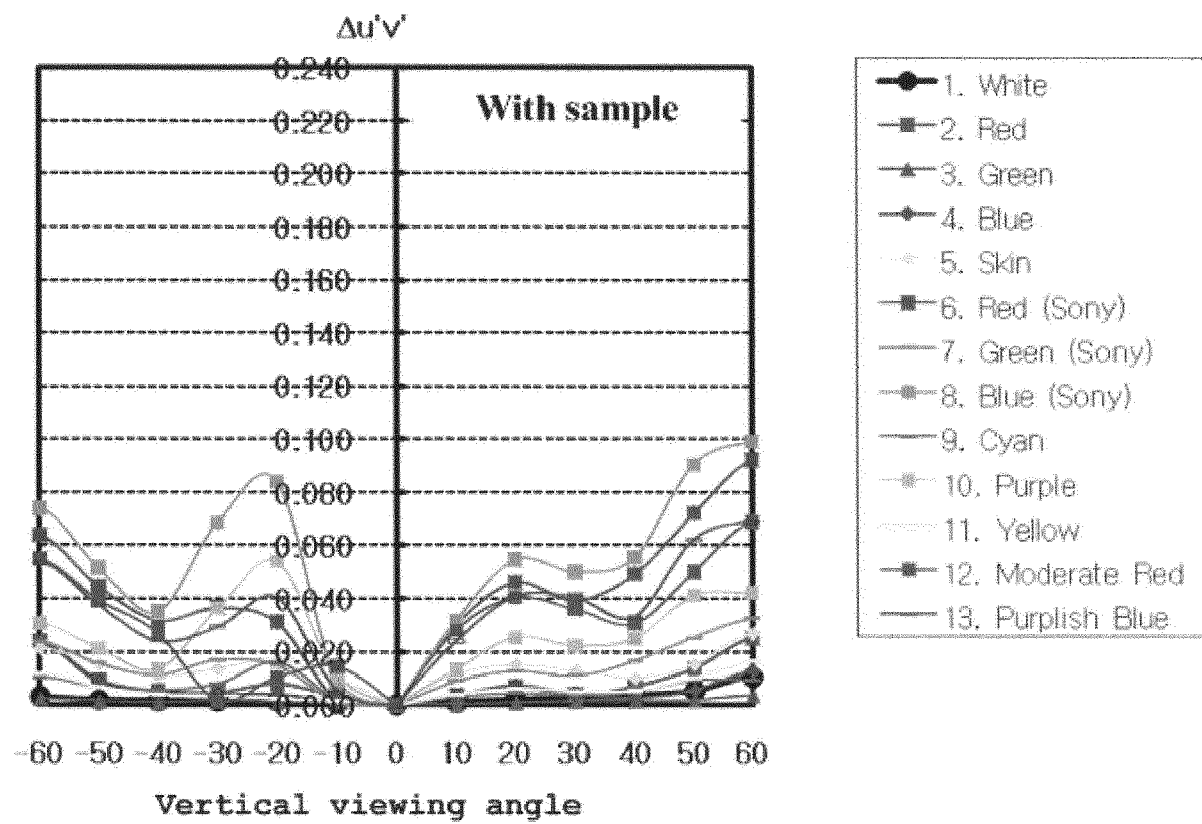 Δu'v'
0.240
With sample
0.220
0.200
0.180
0.160
0.140
0.120
0.100
0.080
0.060
0.040
0.020
0.000
-60 -50 -40 -30 -20 -10 0 10 20 30 40 50 60
Vertical viewing angle
1. White
2. Red
3. Green
4. Blue
5. Skin
6. Red (Sony)
7. Green (Sony)
8. Blue (Sony)
9. Cyan
10. Purple
11. Yellow
12. Moderate Red
13. Purplish Blue